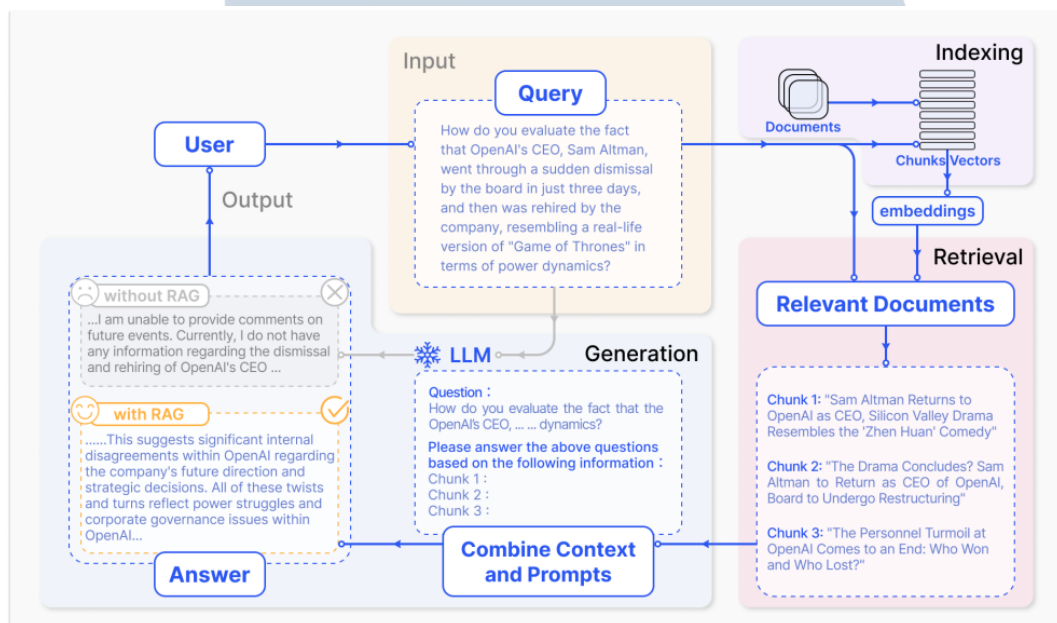 Input
Query
How do you evaluate the fact
that OpenAI's CEO, Sam Altman,
went through a sudden dismissal
by the board in just three days,
and then was rehired by the
company, resembling a real-life
version of "Game of Thrones" in
terms of power dynamics?
Indexing
Documents
Chunks Vectors
embeddings
User
Output
Retrieval
Relevant Documents
Chunk 1: "Sam Altman Returns to
OpenAI as CEO, Silicon Valley Drama
Resembles the 'Zhen Huan' Comedy"
Chunk 2: "The Drama Concludes? Sam
Altman to Return as CEO of OpenAI,
Board to Undergo Restructuring"
Chunk 3: "The Personnel Turmoil at
OpenAI Comes to an End: Who Won
and Who Lost?"
Generation
LLM
Question :
How do you evaluate the fact that the
OpenAI's CEO, ... ... dynamics?
Please answer the above questions
based on the following information :
Chunk 1 :
Chunk 2 :
Chunk 3 :
Combine Context
and Prompts
without RAG
...I am unable to provide comments on
future events. Currently, I do not have
any information regarding the dismissal
and rehiring of OpenAI's CEO ...
with RAG
......This suggests significant internal
disagreements within OpenAI regarding
the company's future direction and
strategic decisions. All of these twists
and turns reflect power struggles and
corporate governance issues within
OpenAI...
Answer